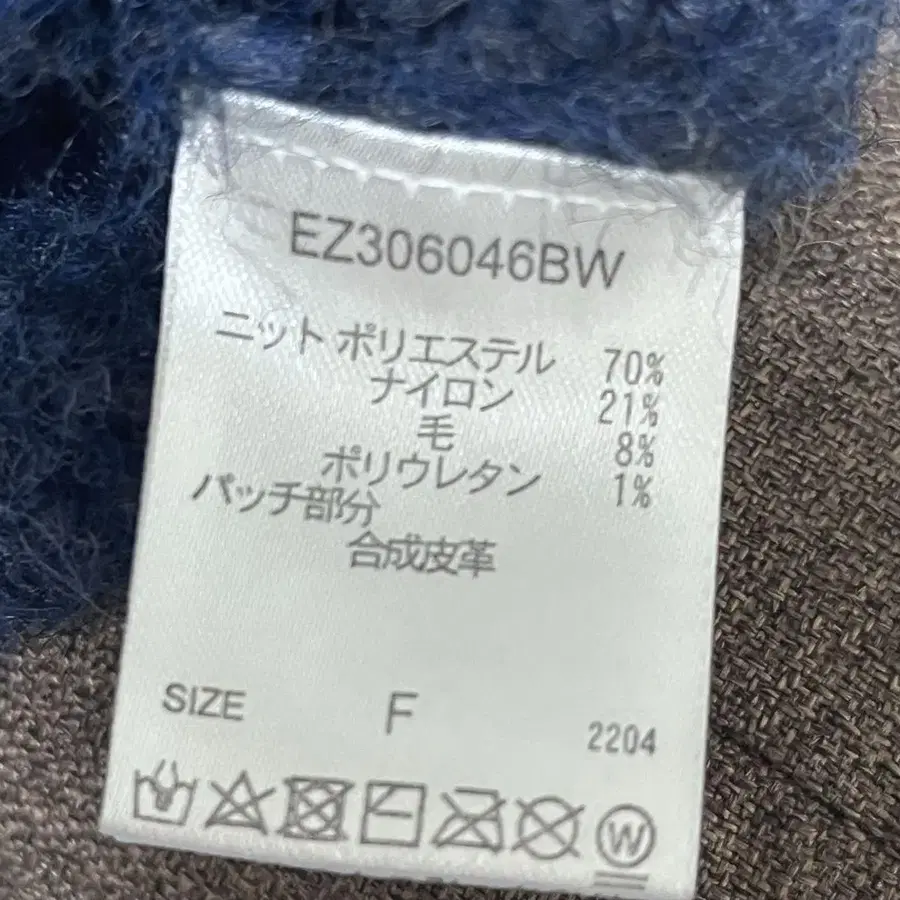 EZ306046BW
ニット ポリエステル 70%
ナイロン 21%
毛 8%
ポリウレタン 1%
パッチ部分
合成皮革
SIZE F
2204
W